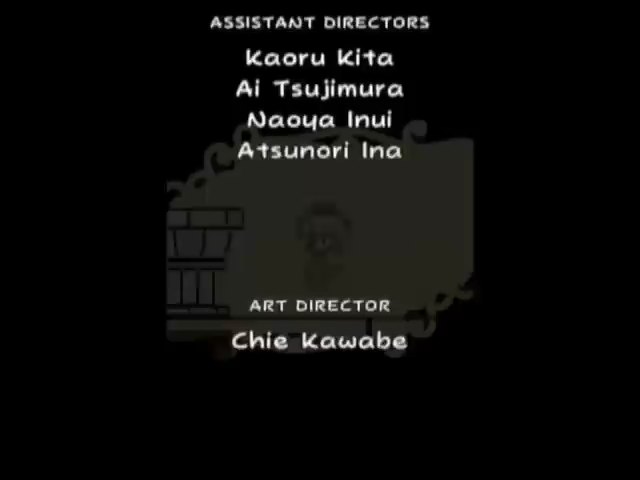 ASSISTANT DIRECTORS
Kaoru Kita
Ai Tsujimura
Naoya Inui
Atsunori Ina
ART DIRECTOR
Chie Kawabe